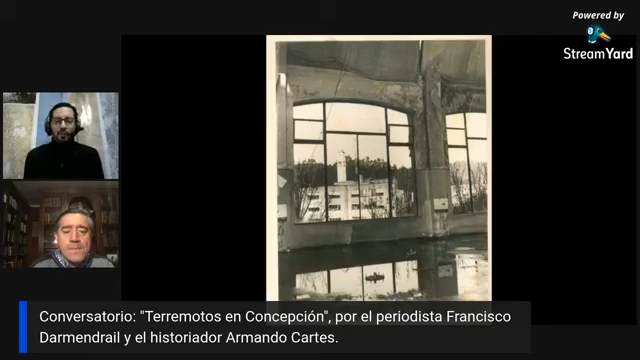 Powered by
StreamYard
Conversatorio: "Terremotos en Concepción", por el periodista Francisco
Darmendrail y el historiador Armando Cartes.